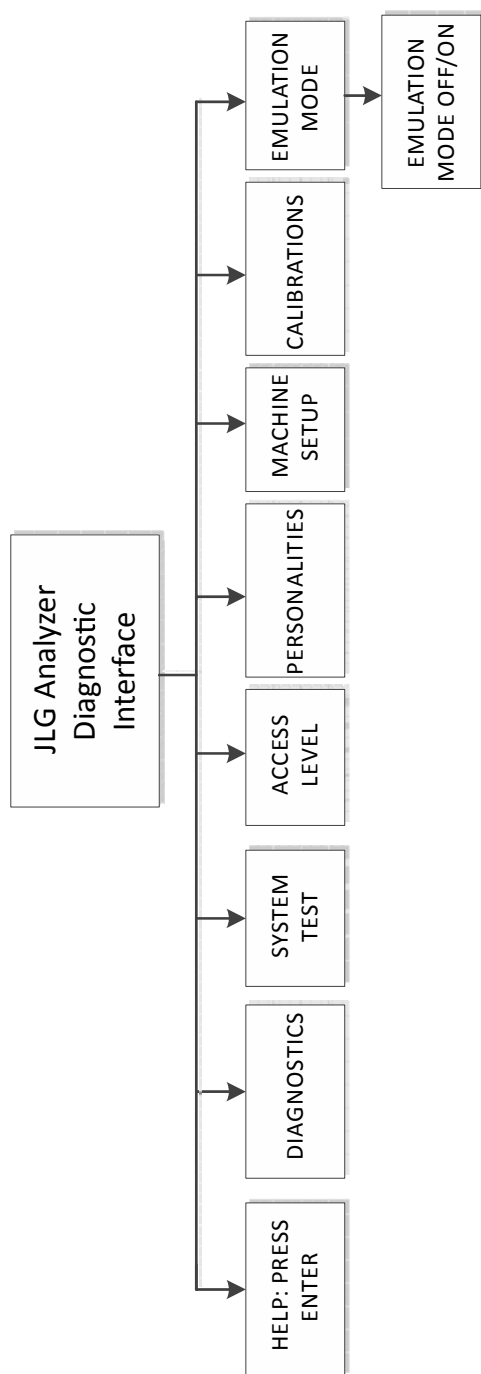 JLG Analyzer
Diagnostic
Interface
HELP: PRESS
ENTER
DIAGNOSTICS
SYSTEM
TEST
ACCESS
LEVEL
PERSONALITIES
MACHINE
SETUP
CALIBRATIONS
EMULATION
MODE
EMULATION
MODE OFF/ON